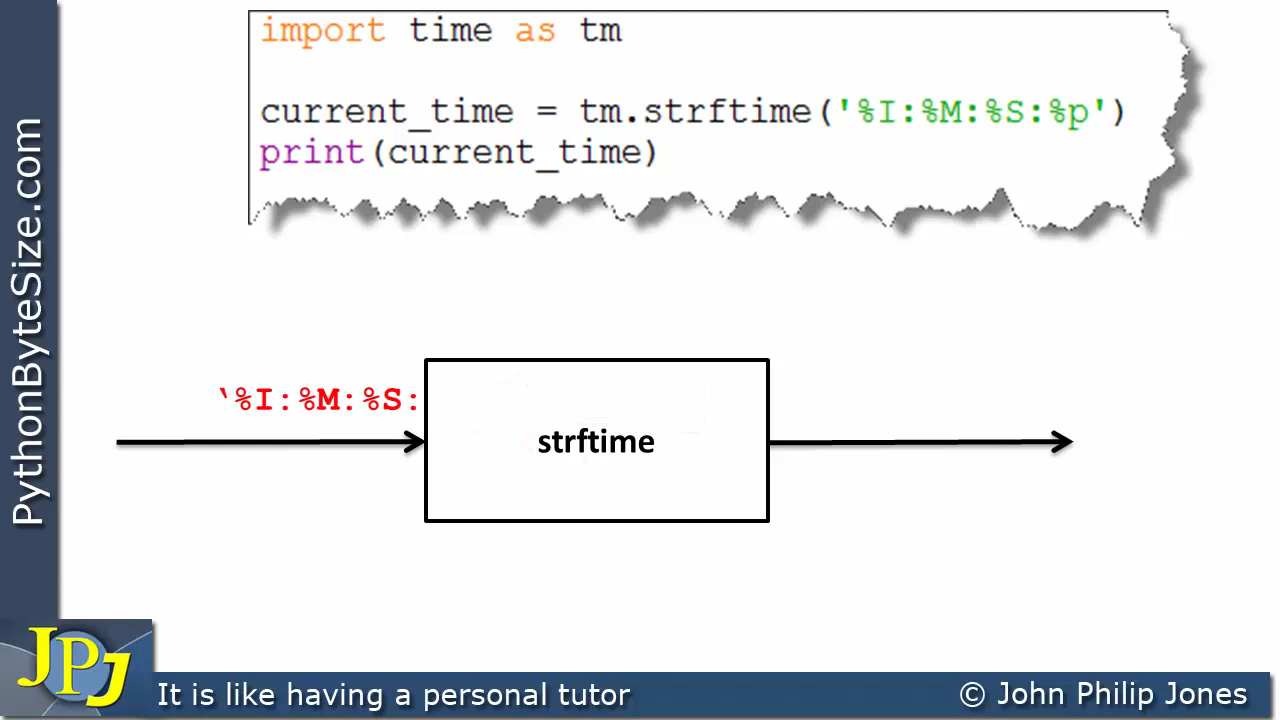 import time as tm
current_time = tm.strftime('%I:%M:%S:%p')
print(current_time)
PythonByteSize.com
‘%I:%M:%S:
strftime
JPJ
It is like having a personal tutor
© John Philip Jones